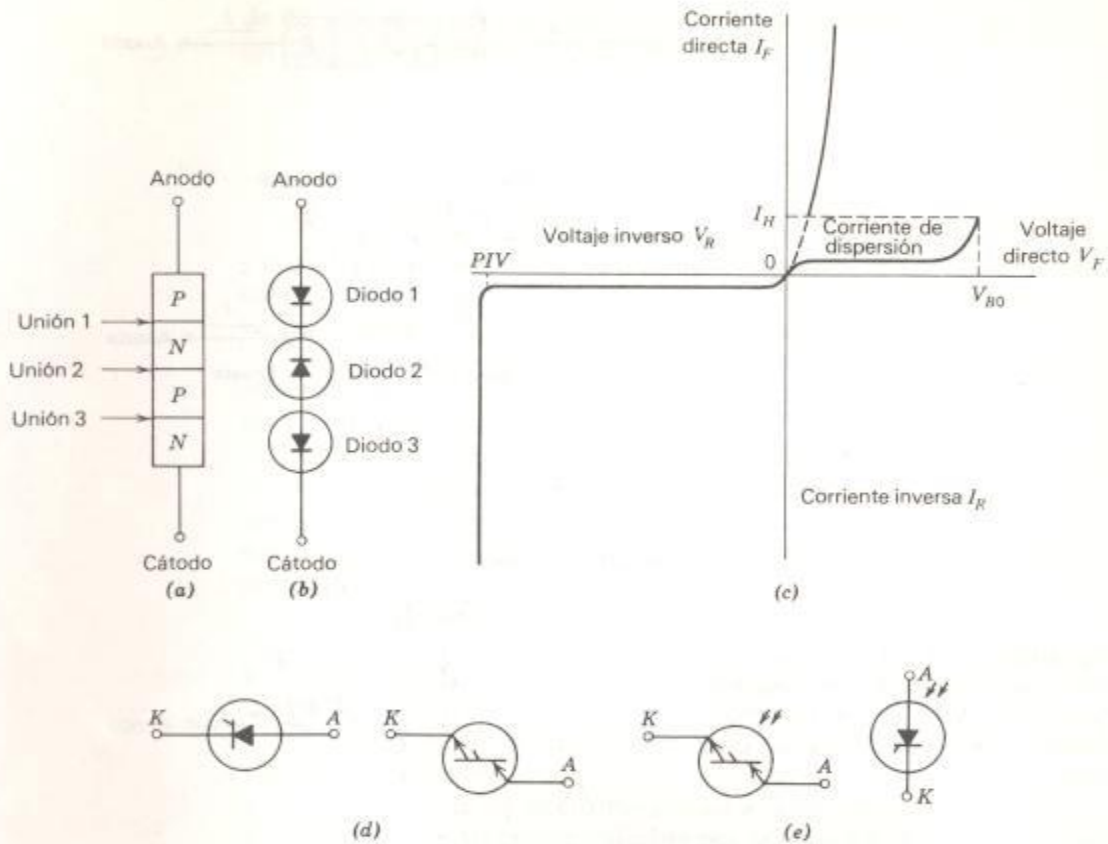 Corriente
directa I_F
Anodo
Anodo
Voltaje inverso V_R
PIV
I_H
0
Corriente de
dispersión
Voltaje
directo V_F
V_B0
P
N
P
N
Unión 1
Unión 2
Unión 3
Diodo 1
Diodo 2
Diodo 3
Corriente inversa I_R
Cátodo
(a)
Cátodo
(b)
(c)
K
A
K
A
(d)
K
A
A
K
(e)